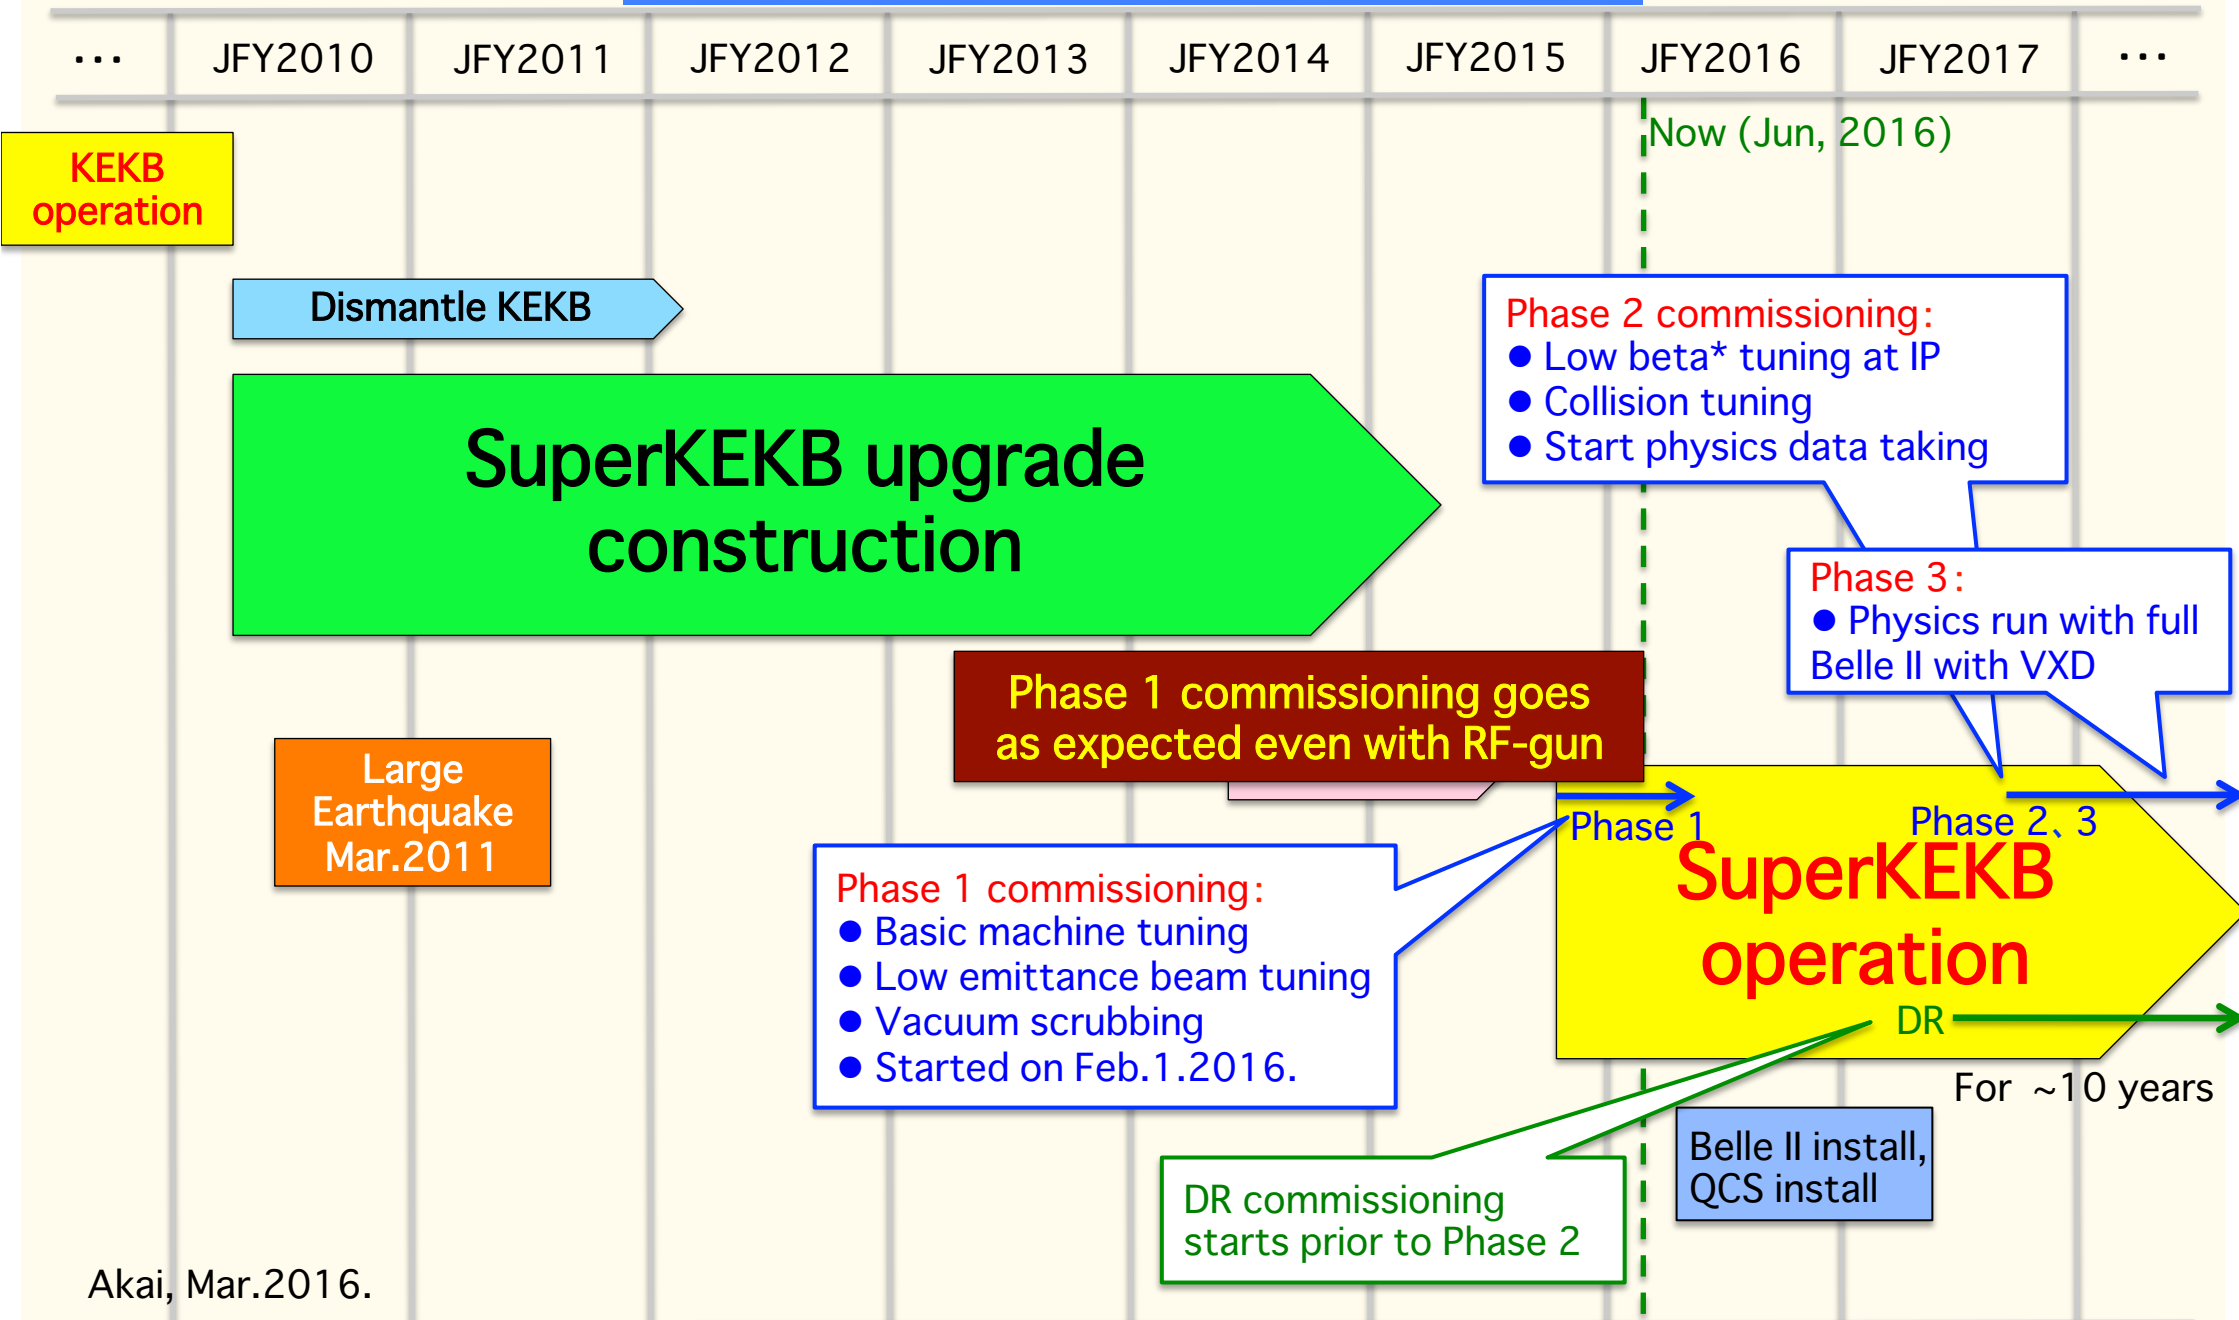 … JFY2010 JFY2011 JFY2012 JFY2013 JFY2014 JFY2015 JFY2016 JFY2017 …
Now (Jun, 2016)
KEKB
operation
Dismantle KEKB
SuperKEKB upgrade
construction
Phase 2 commissioning:
● Low beta* tuning at IP
● Collision tuning
● Start physics data taking
Phase 3:
● Physics run with full
Belle II with VXD
Phase 1 commissioning goes
as expected even with RF-gun
Large
Earthquake
Mar.2011
Phase 1
Phase 2、3
SuperKEKB
operation
DR
Phase 1 commissioning:
● Basic machine tuning
● Low emittance beam tuning
● Vacuum scrubbing
● Started on Feb.1.2016.
For ~10 years
Belle II install,
QCS install
DR commissioning
starts prior to Phase 2
Akai, Mar.2016.